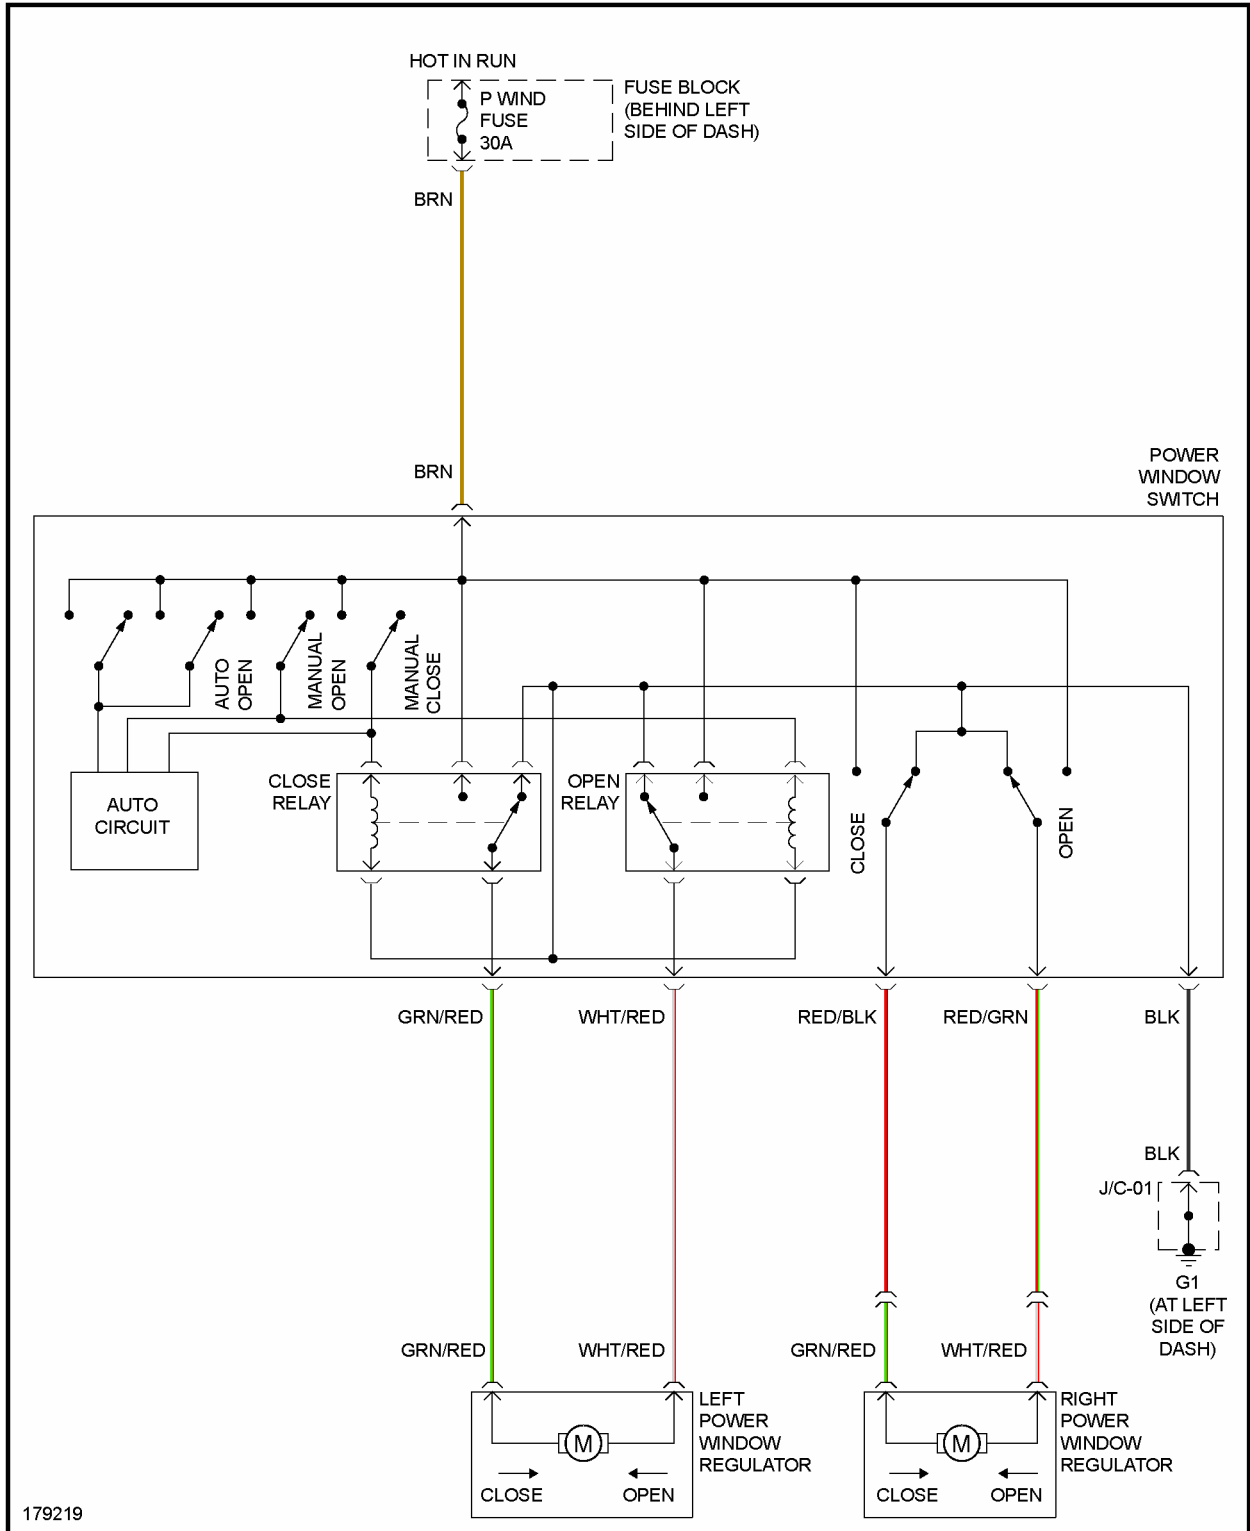 HOT IN RUN
P WIND
FUSE
30A
FUSE BLOCK
(BEHIND LEFT
SIDE OF DASH)
BRN
BRN
POWER
WINDOW
SWITCH
AUTO
OPEN
MANUAL
OPEN
MANUAL
CLOSE
AUTO
CIRCUIT
CLOSE
RELAY
OPEN
RELAY
CLOSE
OPEN
GRN/RED
WHT/RED
RED/BLK
RED/GRN
BLK
BLK
J/C-01
G1
(AT LEFT
SIDE OF
DASH)
GRN/RED
WHT/RED
GRN/RED
WHT/RED
M
CLOSE
OPEN
LEFT
POWER
WINDOW
REGULATOR
M
CLOSE
OPEN
RIGHT
POWER
WINDOW
REGULATOR
179219